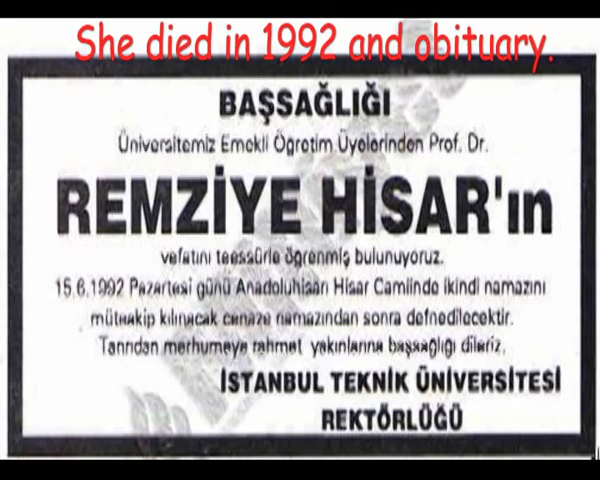 She died in 1992 and obituary.
BAŞSAĞLIĞI
Üniversitemiz Emekli Öğretim Üyelerinden Prof. Dr.
REMZİYE HİSAR'ın
vefatını teessürle öğrenmiş bulunuyoruz.
15.6.1992 Pazartesi günü Anadoluhisarı Hisar Camiinde ikindi namazını
müteakip kılınacak cenaze namazından sonra defnedilecektir.
Tanrıdan merhumeye rahmet yakınlarına başsağlığı dileriz.
İSTANBUL TEKNİK ÜNİVERSİTESİ
REKTÖRLÜĞÜ